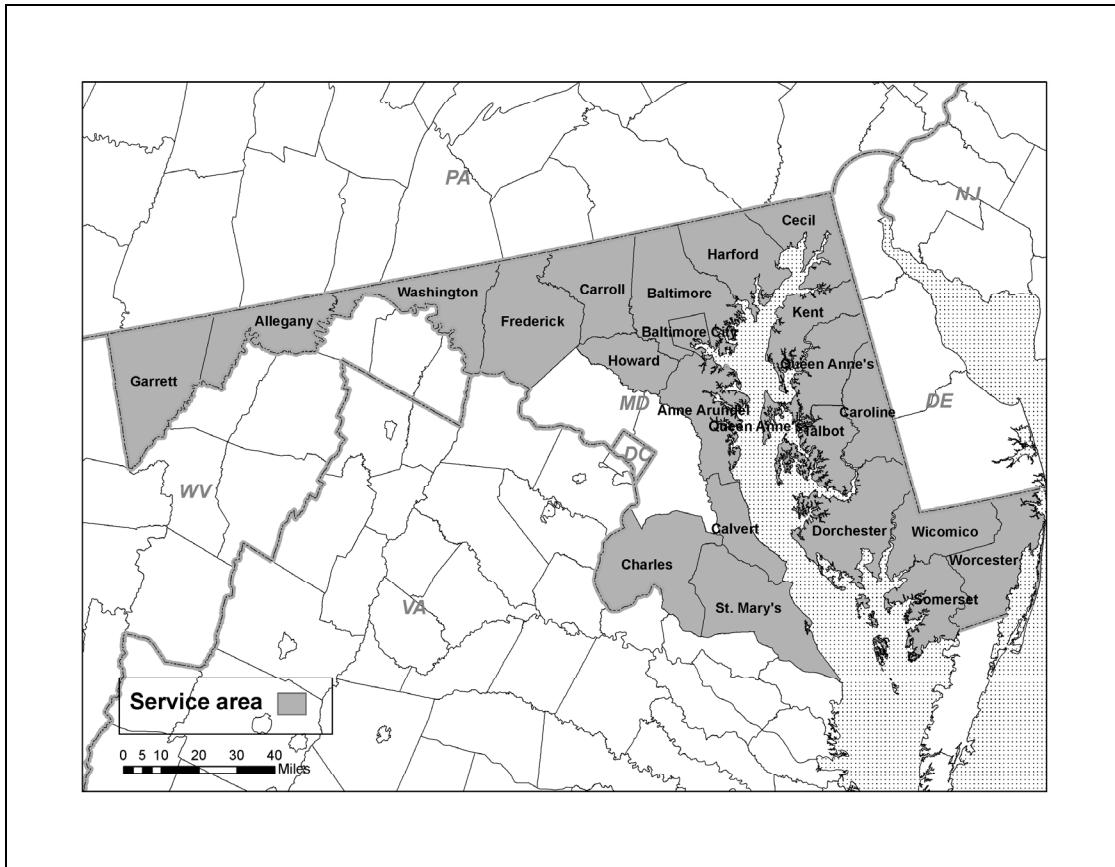 PA
NJ
Cecil
Harford
Washington
Carroll
Baltimore
Kent
Allegany
Frederick
Baltimore City
Howard
Queen Anne's
Garrett
MD
Anne Arundel
Caroline
DE
Queen Anne's
Talbot
DC
WV
Calvert
Dorchester
Wicomico
Charles
Worcester
VA
St. Mary's
Somerset
Service area
0 5 10 20 30 40
Miles